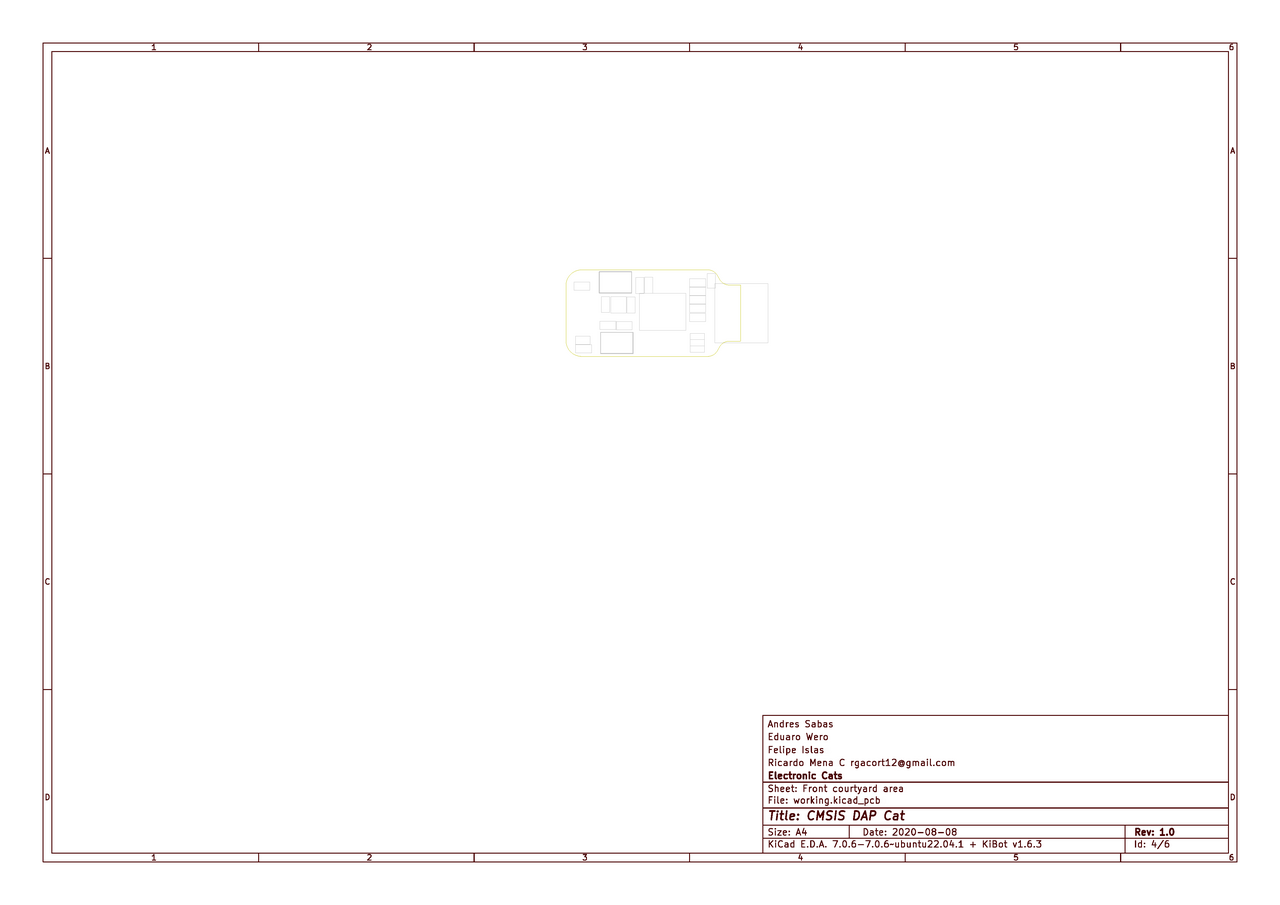 1 2 3 4 5 6
A A
B B
C C
D D
Andres Sabas
Eduaro Wero
Felipe Islas
Ricardo Mena C rgacort12@gmail.com
Electronic Cats
Sheet: Front courtyard area
File: working.kicad_pcb
Title: CMSIS DAP Cat
Size: A4 Date: 2020-08-08 Rev: 1.0
KiCad E.D.A. 7.0.6-7.0.6~ubuntu22.04.1 + KiBot v1.6.3 Id: 4/6
1 2 3 4 5 6